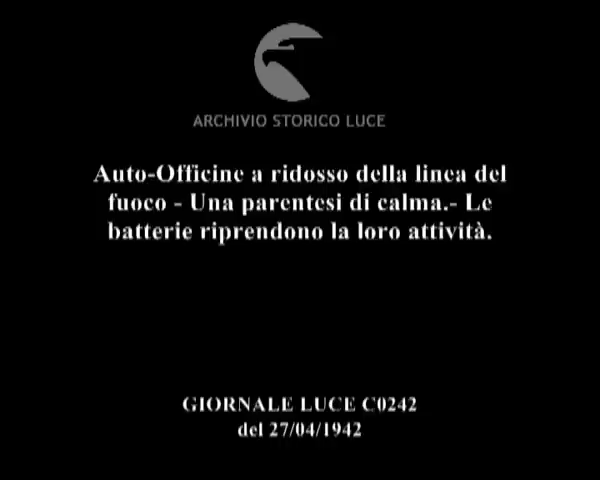 ARCHIVIO STORICO LUCE
Auto-Officine a ridosso della linea del
fuoco - Una parentesi di calma.- Le
batterie riprendono la loro attività.
GIORNALE LUCE C0242
del 27/04/1942